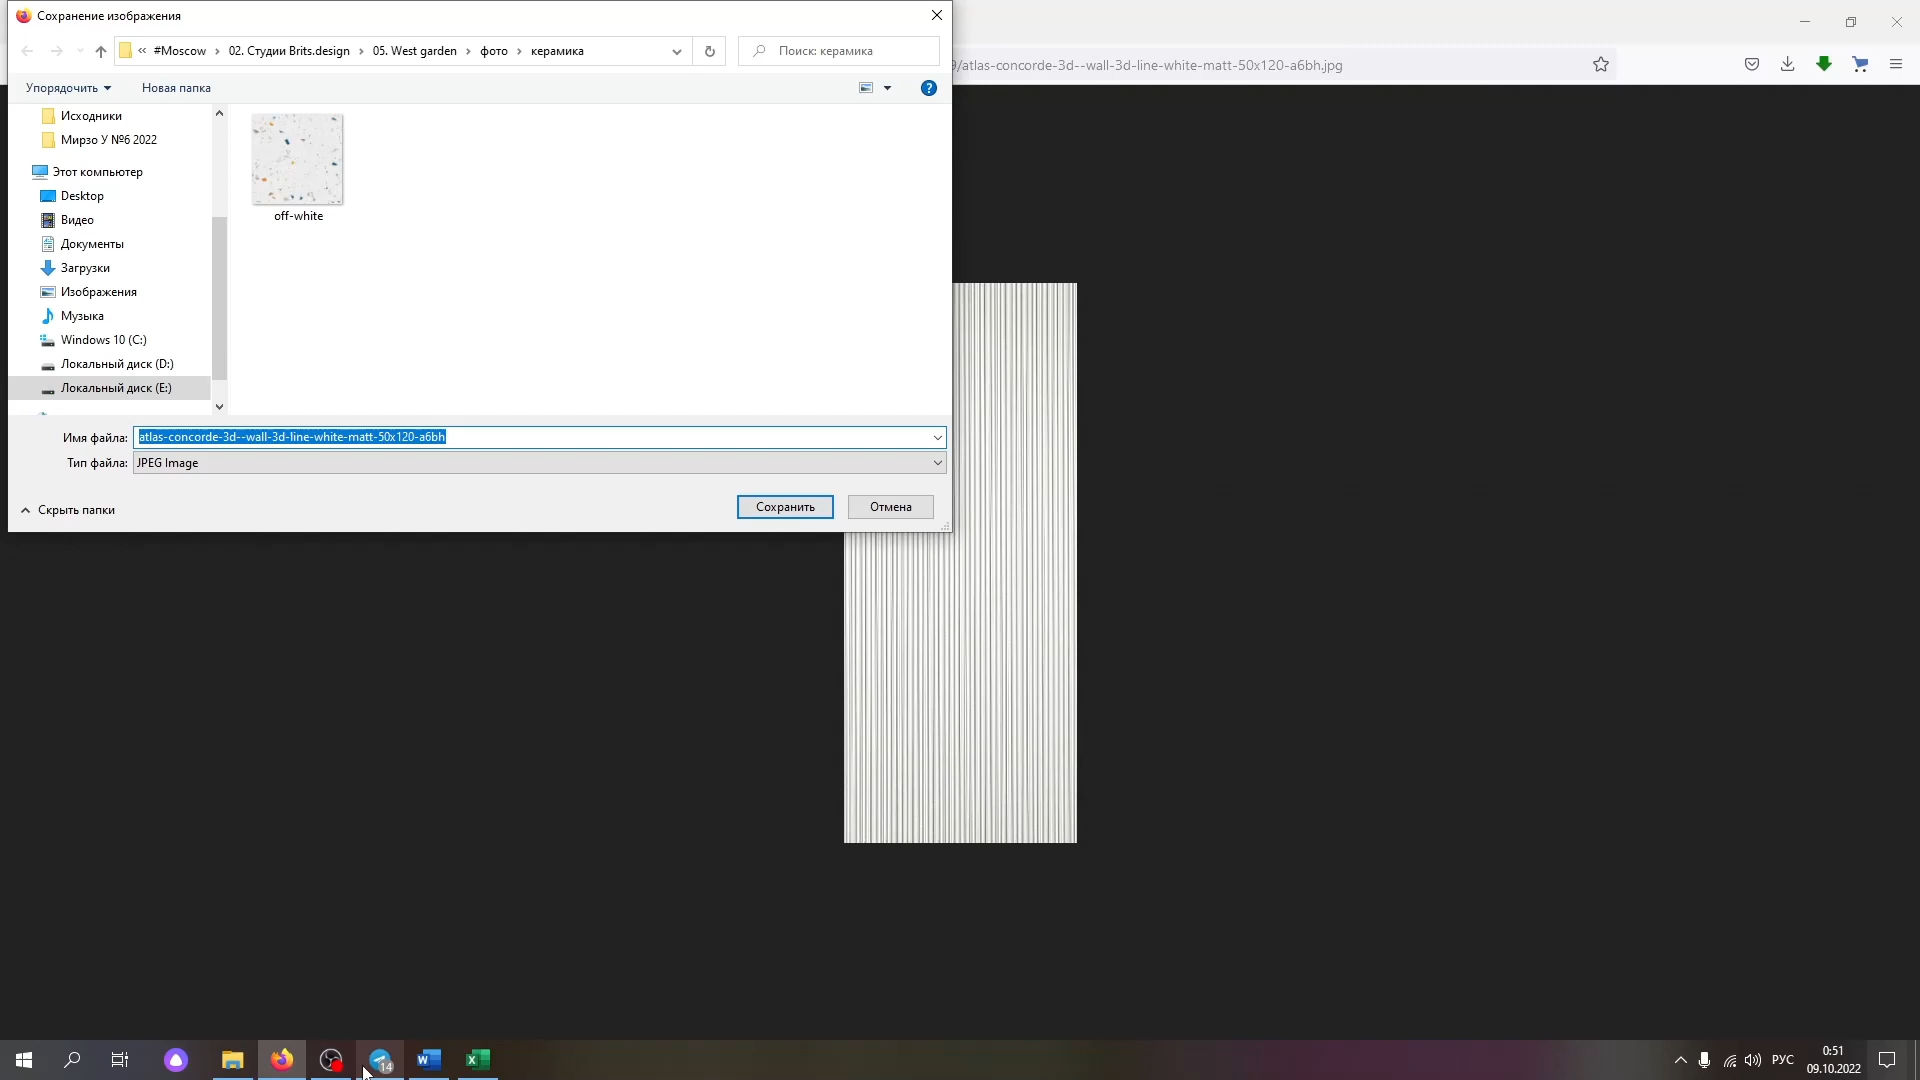 Сохранение изображения
« #Moscow › 02. Студии Brits.design › 05. West garden › фото › керамика
Поиск: керамика
9/atlas-concorde-3d--wall-3d-line-white-matt-50x120-a6bh.jpg
Упорядочить
Новая папка
?
Исходники
Мирзо У №6 2022
Этот компьютер
Desktop
Видео
Документы
Загрузки
Изображения
Музыка
Windows 10 (C:)
Локальный диск (D:)
Локальный диск (E:)
off-white
Имя файла: atlas-concorde-3d--wall-3d-line-white-matt-50x120-a6bh
Тип файла: JPEG Image
Скрыть папки
Сохранить
Отмена
14
W
X
РУС
0:51
09.10.2022